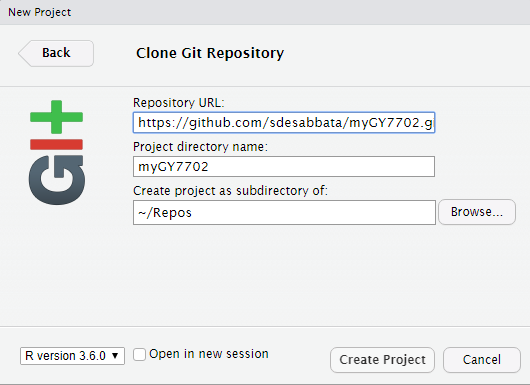 New Project
Back
Clone Git Repository
Repository URL:
https://github.com/sdesabbata/myGY7702.g
Project directory name:
myGY7702
Create project as subdirectory of:
~/Repos
Browse...
GIt
R version 3.6.0
Open in new session
Create Project
Cancel